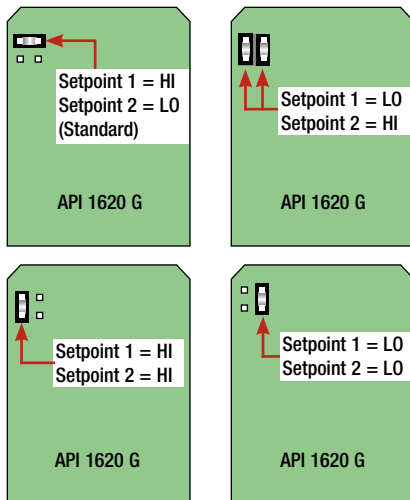 Setpoint 1 = HI
Setpoint 2 = LO
(Standard)
API 1620 G
Setpoint 1 = LO
Setpoint 2 = HI
API 1620 G
Setpoint 1 = HI
Setpoint 2 = HI
API 1620 G
Setpoint 1 = LO
Setpoint 2 = LO
API 1620 G